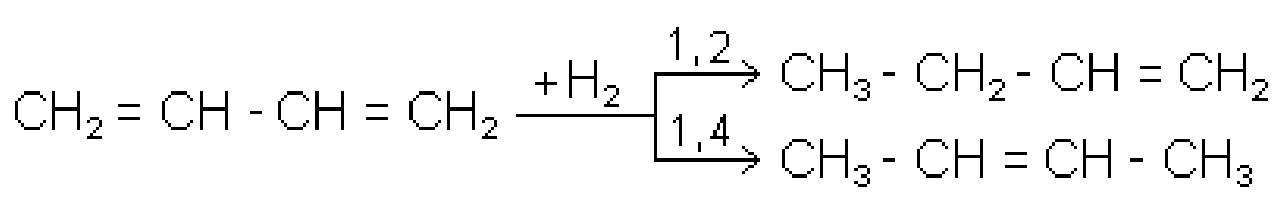 CH₂ = CH - CH = CH₂
+H₂
1,2
CH₃ - CH₂ - CH = CH₂
1,4
CH₃ - CH = CH - CH₃